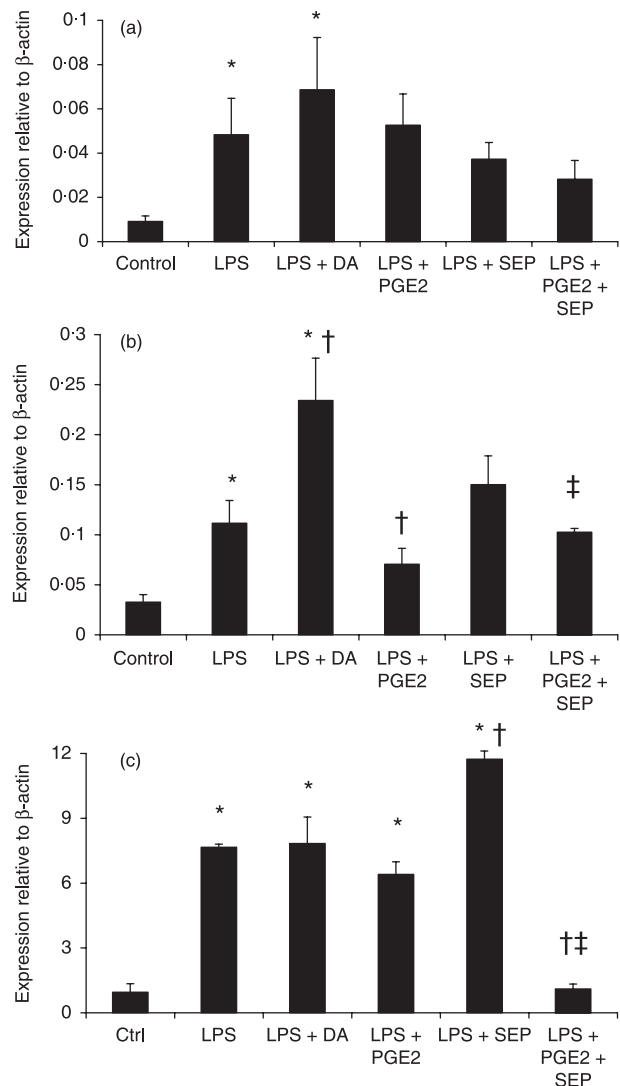 (a)
Expression relative to β-actin
0·1
0·08
0·06
0·04
0·02
0
*
*
Control
LPS
LPS + DA
LPS +
PGE2
LPS + SEP
LPS +
PGE2 +
SEP
(b)
Expression relative to β-actin
0·3
0·25
0·2
0·15
0·1
0·05
0
*
* †
†
‡
Control
LPS
LPS + DA
LPS +
PGE2
LPS +
SEP
LPS +
PGE2 +
SEP
(c)
Expression relative to β-actin
12
9
6
3
0
*
*
*
* †
†‡
Ctrl
LPS
LPS + DA
LPS +
PGE2
LPS + SEP
LPS +
PGE2 +
SEP